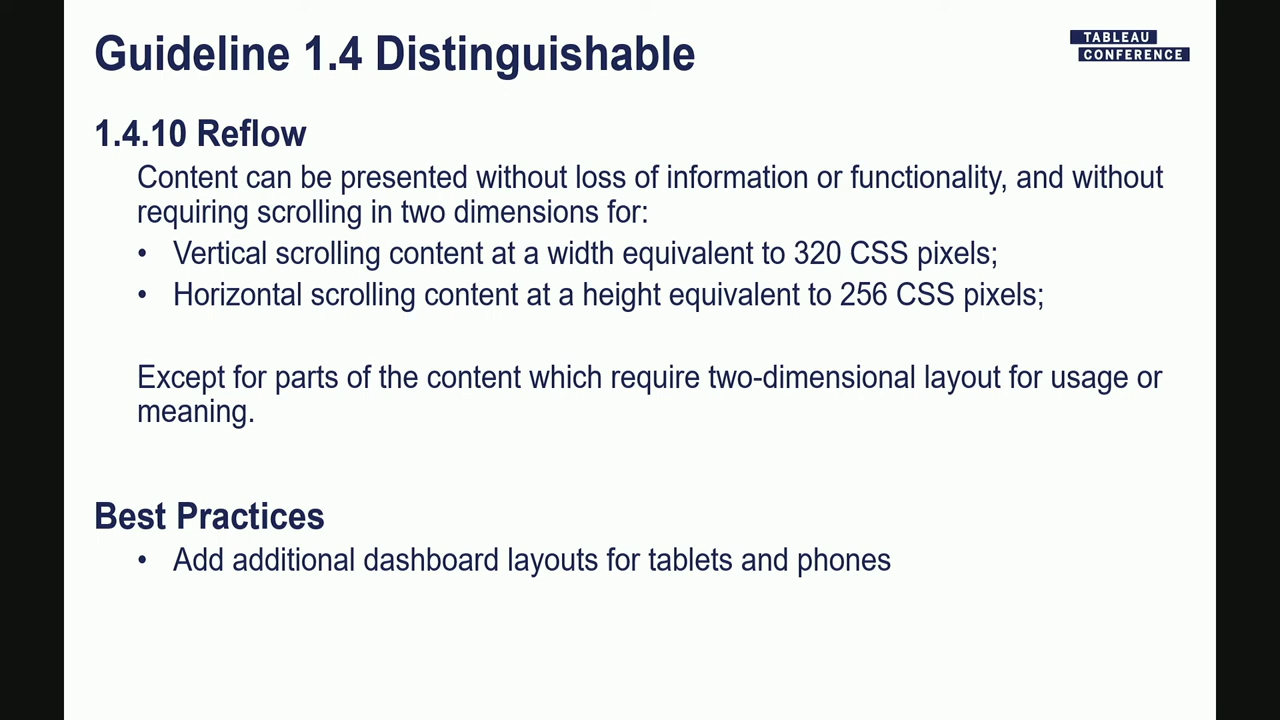 Guideline 1.4 Distinguishable
TABLEAU
CONFERENCE
1.4.10 Reflow
Content can be presented without loss of information or functionality, and without
requiring scrolling in two dimensions for:
• Vertical scrolling content at a width equivalent to 320 CSS pixels;
• Horizontal scrolling content at a height equivalent to 256 CSS pixels;
Except for parts of the content which require two-dimensional layout for usage or
meaning.
Best Practices
• Add additional dashboard layouts for tablets and phones